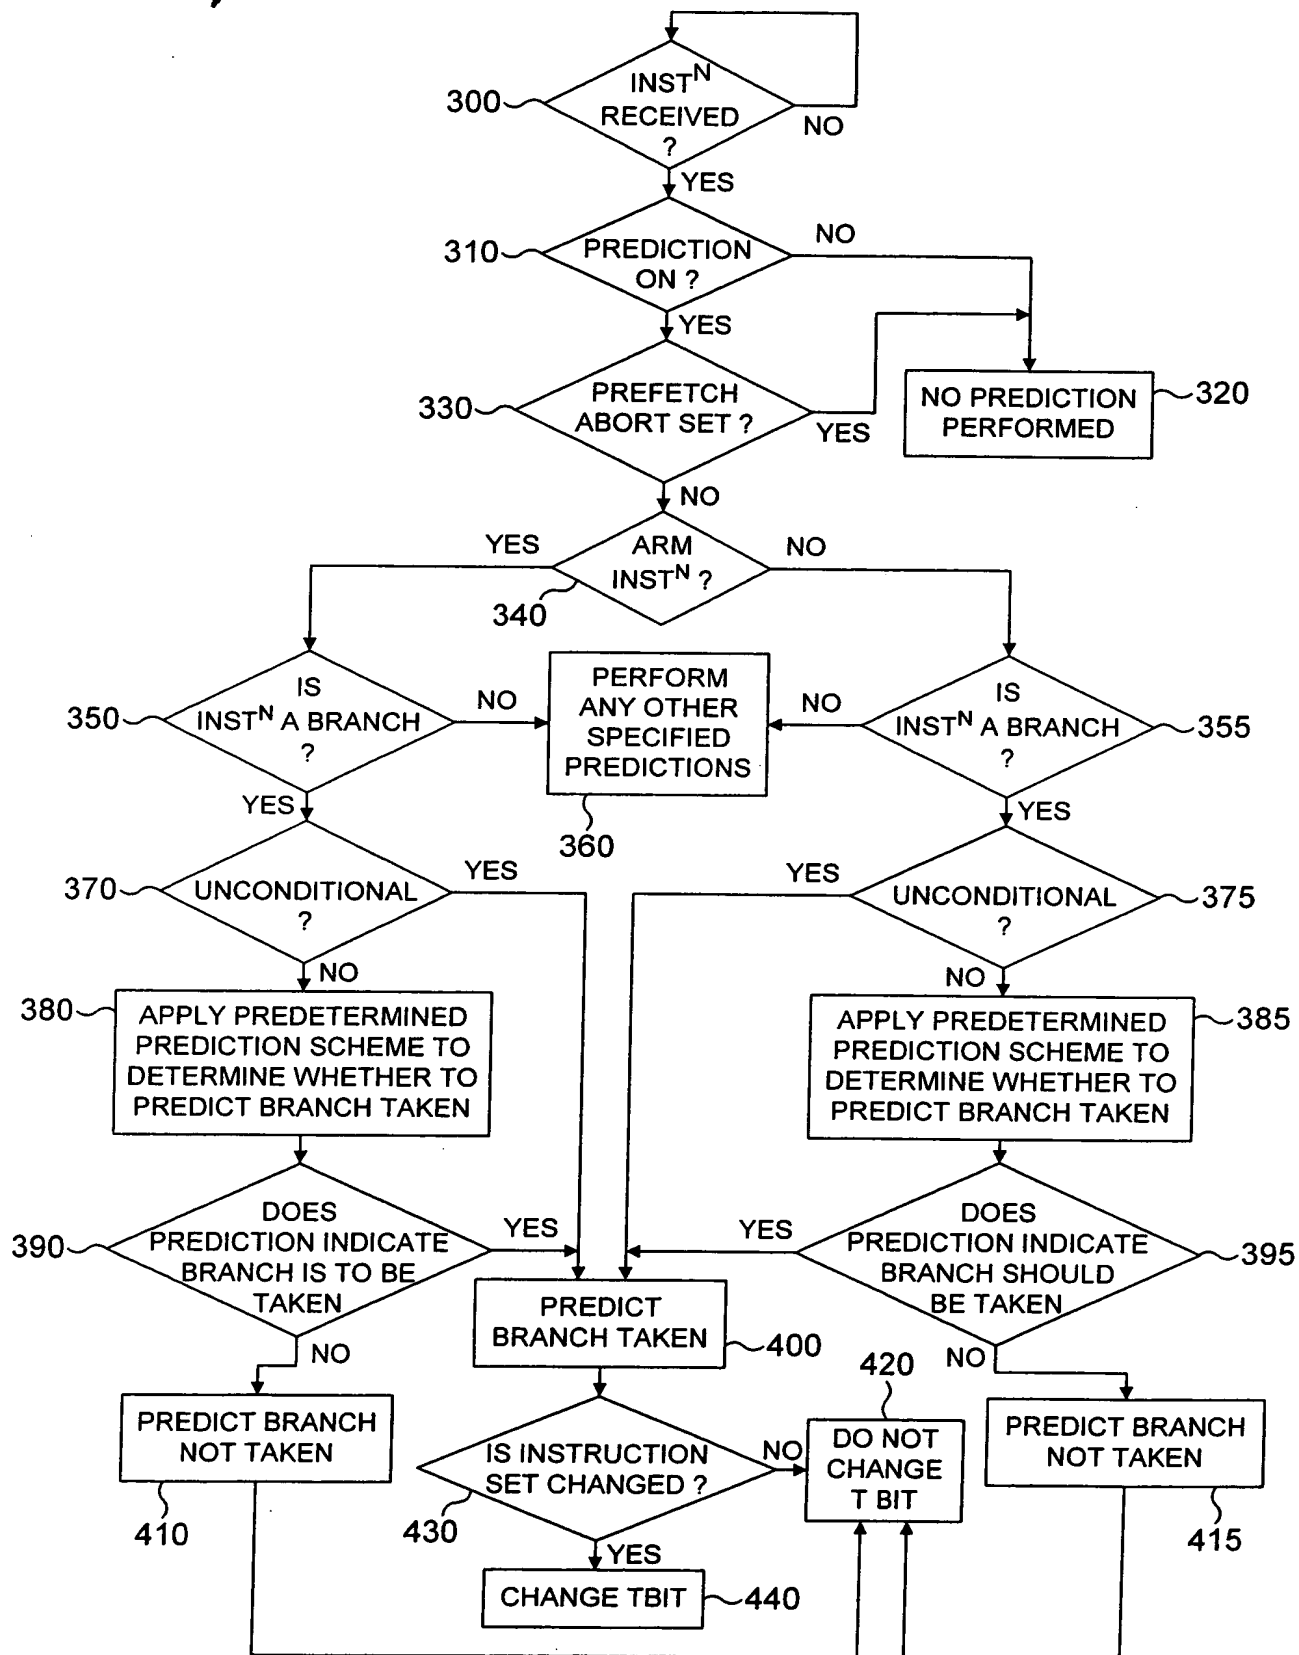 INSTᴺ
RECEIVED
?
300
NO
YES
PREDICTION
ON ?
310
NO
YES
PREFETCH
ABORT SET ?
330
YES
NO PREDICTION
PERFORMED
320
NO
ARM
INSTᴺ ?
340
YES
NO
IS
INSTᴺ A BRANCH
?
350
NO
PERFORM
ANY OTHER
SPECIFIED
PREDICTIONS
360
NO
IS
INSTᴺ A BRANCH
?
355
YES
YES
UNCONDITIONAL
?
370
YES
YES
UNCONDITIONAL
?
375
NO
NO
380
APPLY PREDETERMINED
PREDICTION SCHEME TO
DETERMINE WHETHER TO
PREDICT BRANCH TAKEN
APPLY PREDETERMINED
PREDICTION SCHEME TO
DETERMINE WHETHER TO
PREDICT BRANCH TAKEN
385
390
DOES
PREDICTION INDICATE
BRANCH IS TO BE
TAKEN
YES
YES
DOES
PREDICTION INDICATE
BRANCH SHOULD
BE TAKEN
395
NO
PREDICT
BRANCH TAKEN
400
NO
PREDICT BRANCH
NOT TAKEN
410
IS INSTRUCTION
SET CHANGED ?
430
NO
420
DO NOT
CHANGE
T BIT
PREDICT BRANCH
NOT TAKEN
415
YES
CHANGE TBIT
440